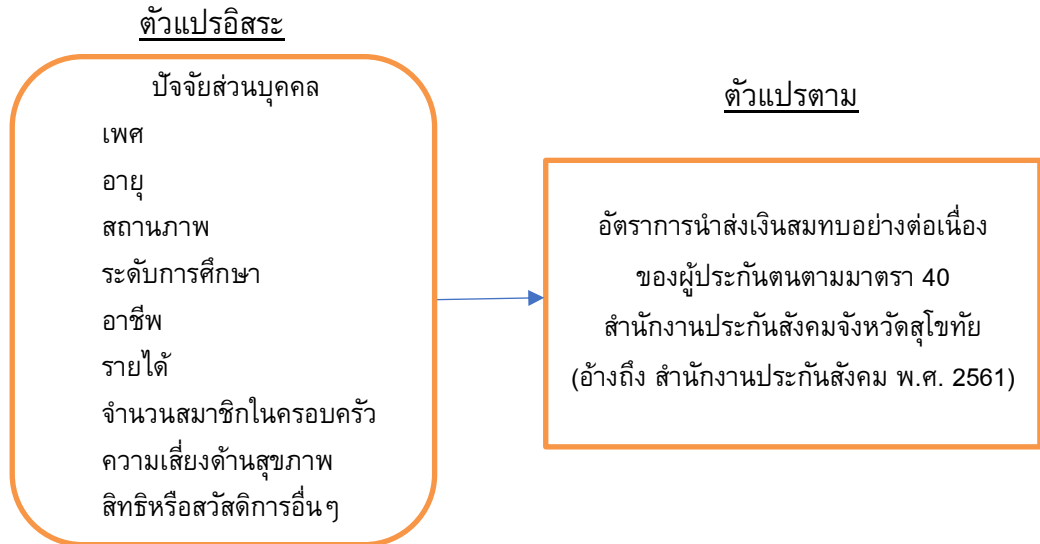 ตัวแปรอิสระ
ปัจจัยส่วนบุคคล
เพศ
อายุ
สถานภาพ
ระดับการศึกษา
อาชีพ
รายได้
จำนวนสมาชิกในครอบครัว
ความเสี่ยงด้านสุขภาพ
สิทธิหรือสวัสดิการอื่นๆ
ตัวแปรตาม
อัตราการนำส่งเงินสมทบอย่างต่อเนื่อง
ของผู้ประกันตนตามมาตรา 40
สำนักงานประกันสังคมจังหวัดสุโขทัย
(อ้างถึง สำนักงานประกันสังคม พ.ศ. 2561)